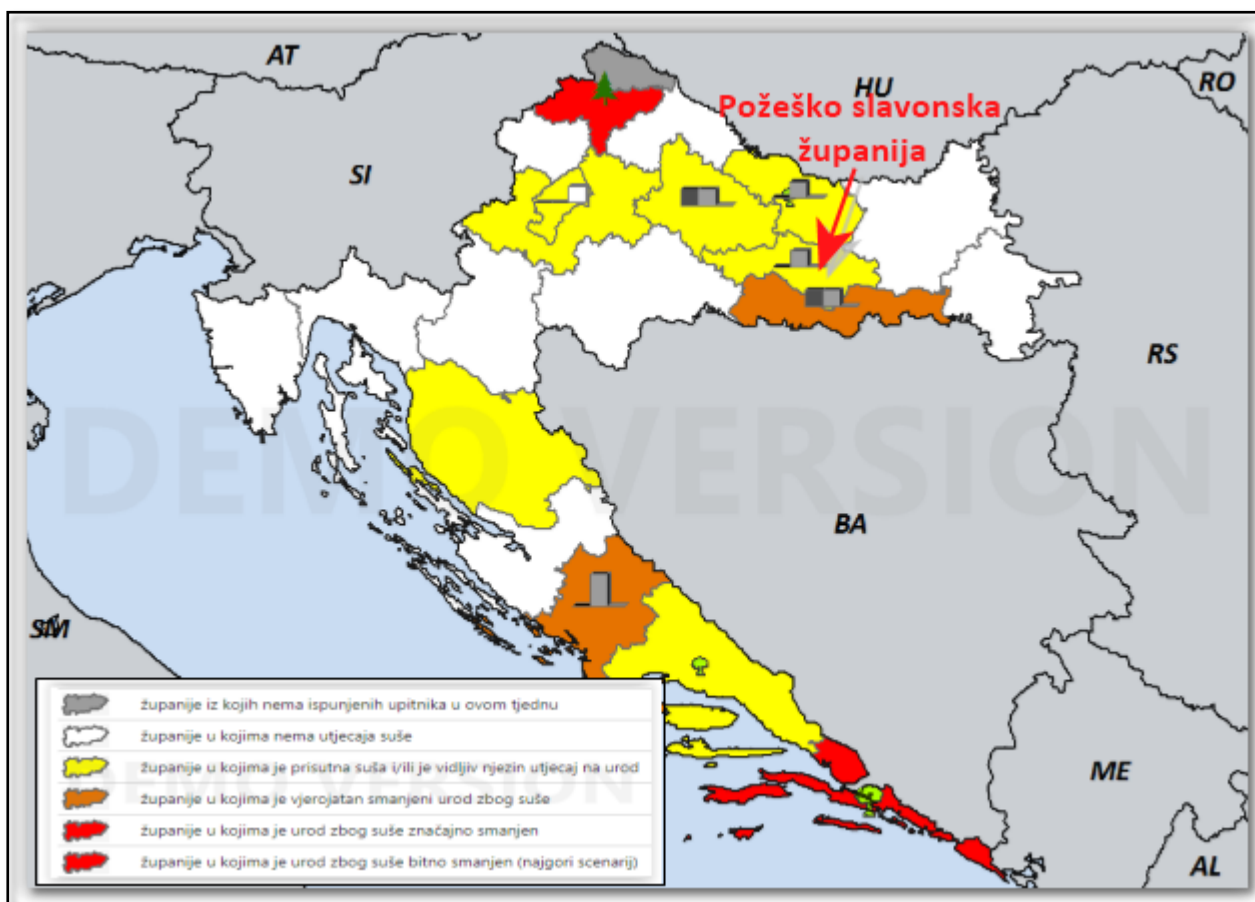 AT
HU
RO
Požeško slavonska
županija
SI
RS
DEMO VERSION
BA
SM
ME
AL
županije iz kojih nema ispunjenih upitnika u ovom tjednu
županije u kojima nema utjecaja suše
županije u kojima je prisutna suša i/ili je vidljiv njezin utjecaj na urod
županije u kojima je vjerojatan smanjeni urod zbog suše
županije u kojima je urod zbog suše značajno smanjen
županije u kojima je urod zbog suše bitno smanjen (najgori scenarij)
DEMO VERSION